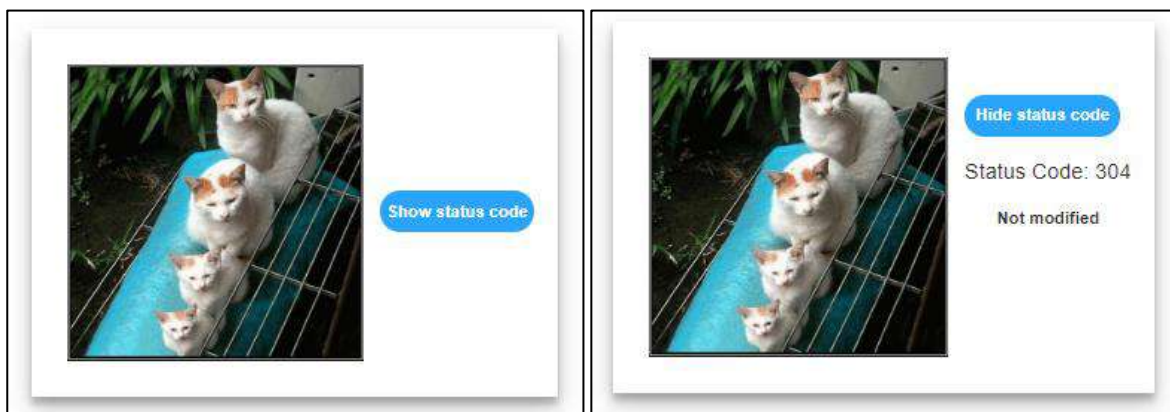 Show status code
Hide status code
Status Code: 304
Not modified